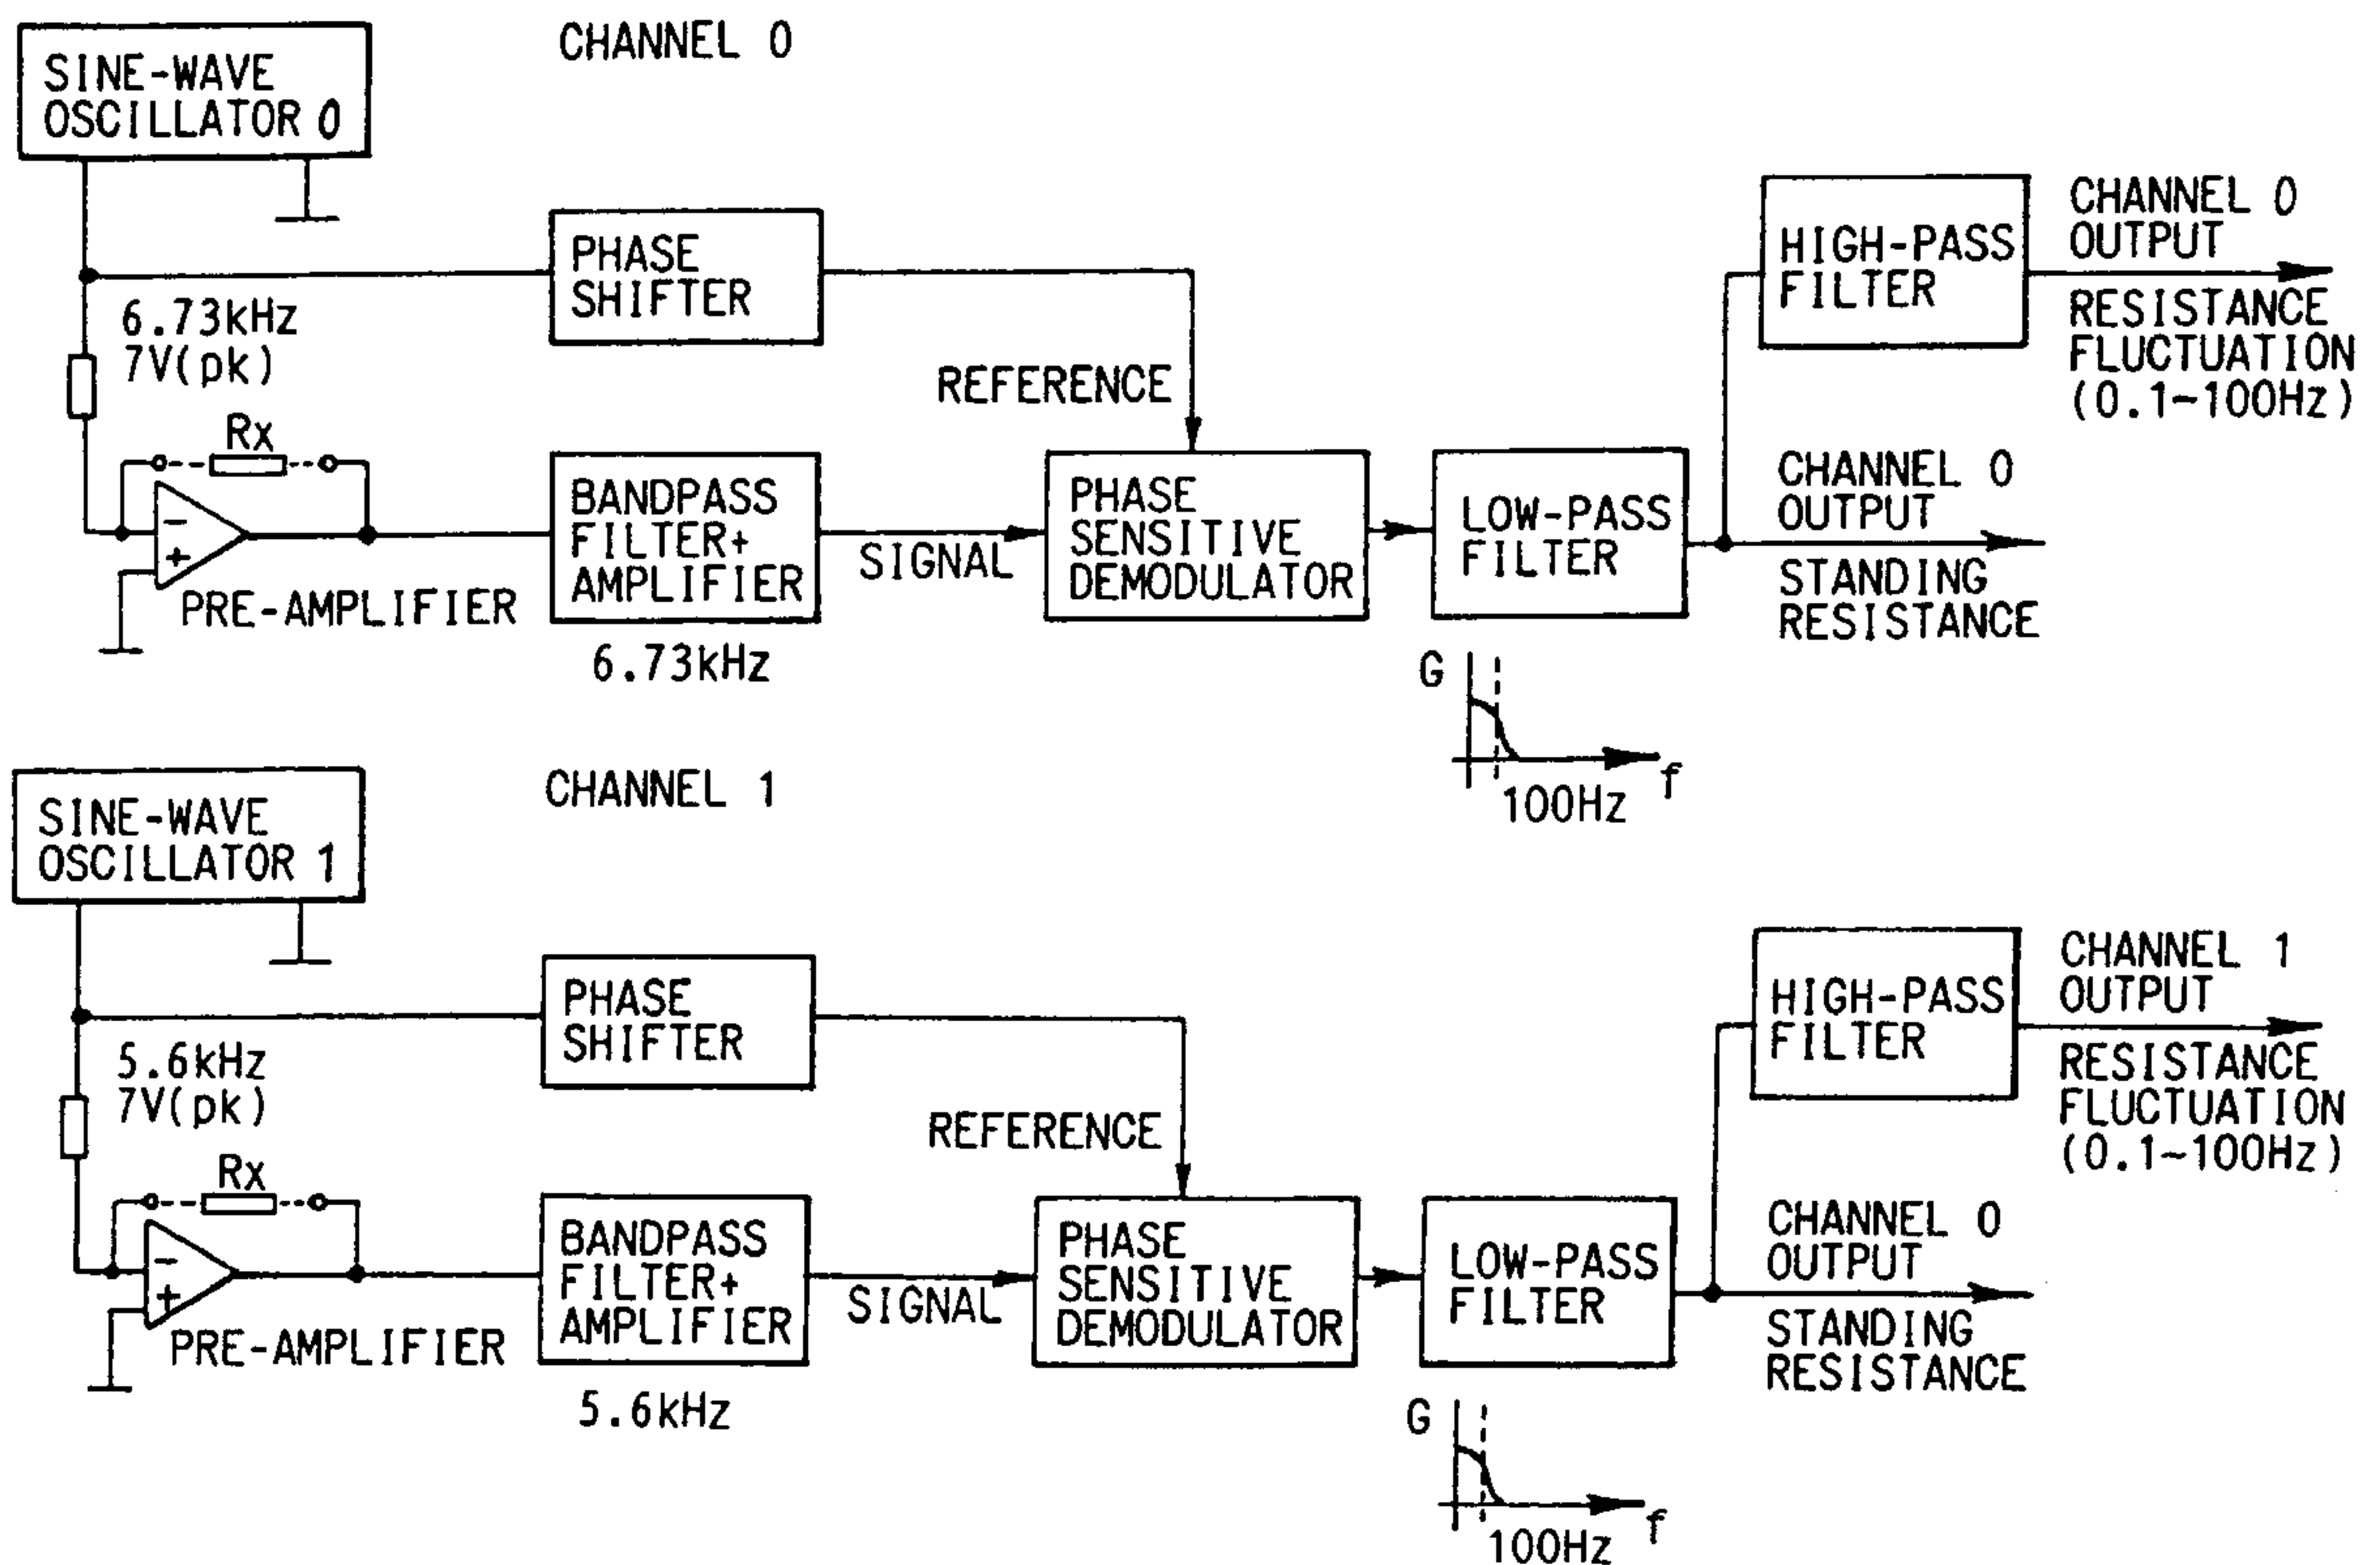 CHANNEL 0
SINE-WAVE
OSCILLATOR 0
PHASE
SHIFTER
6.73kHz
7V(pk)
REFERENCE
HIGH-PASS
FILTER
CHANNEL 0
OUTPUT
RESISTANCE
FLUCTUATION
(0.1~100Hz)
Rx
-
+
PRE-AMPLIFIER
BANDPASS
FILTER+
AMPLIFIER
6.73kHz
SIGNAL
PHASE
SENSITIVE
DEMODULATOR
LOW-PASS
FILTER
CHANNEL 0
OUTPUT
STANDING
RESISTANCE
G
f
100Hz
CHANNEL 1
SINE-WAVE
OSCILLATOR 1
PHASE
SHIFTER
5.6kHz
7V(pk)
REFERENCE
HIGH-PASS
FILTER
CHANNEL 1
OUTPUT
RESISTANCE
FLUCTUATION
(0.1~100Hz)
Rx
-
+
PRE-AMPLIFIER
BANDPASS
FILTER+
AMPLIFIER
5.6kHz
SIGNAL
PHASE
SENSITIVE
DEMODULATOR
LOW-PASS
FILTER
CHANNEL 0
OUTPUT
STANDING
RESISTANCE
G
f
100Hz